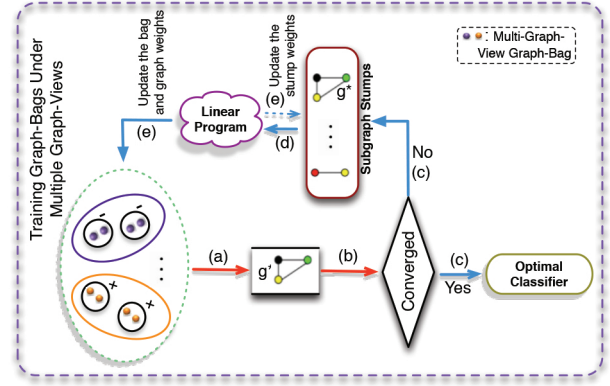 Training Graph-Bags Under
Multiple Graph-Views
Update the bag
and graph weights
(e)
Linear
Program
Update the
stump weights
(e)
(d)
g*
Subgraph Stumps
: Multi-Graph-
View Graph-Bag
No
(c)
-
-
+
+
(a)
g*
(b)
Converged
(c)
Yes
Optimal
Classifier